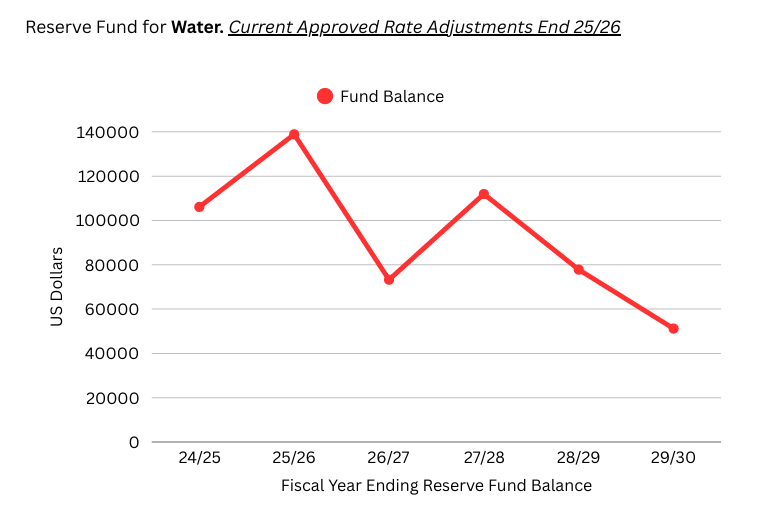 Reserve Fund for Water. Current Approved Rate Adjustments End 25/26
Fund Balance
140000
120000
100000
80000
60000
40000
20000
0
US Dollars
24/25 25/26 26/27 27/28 28/29 29/30
Fiscal Year Ending Reserve Fund Balance